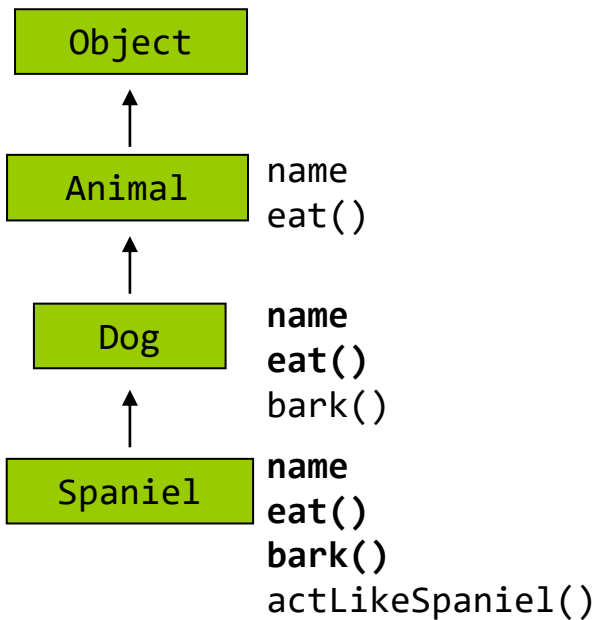 Object
Animal
name
eat()
Dog
name
eat()
bark()
Spaniel
name
eat()
bark()
actLikeSpaniel()